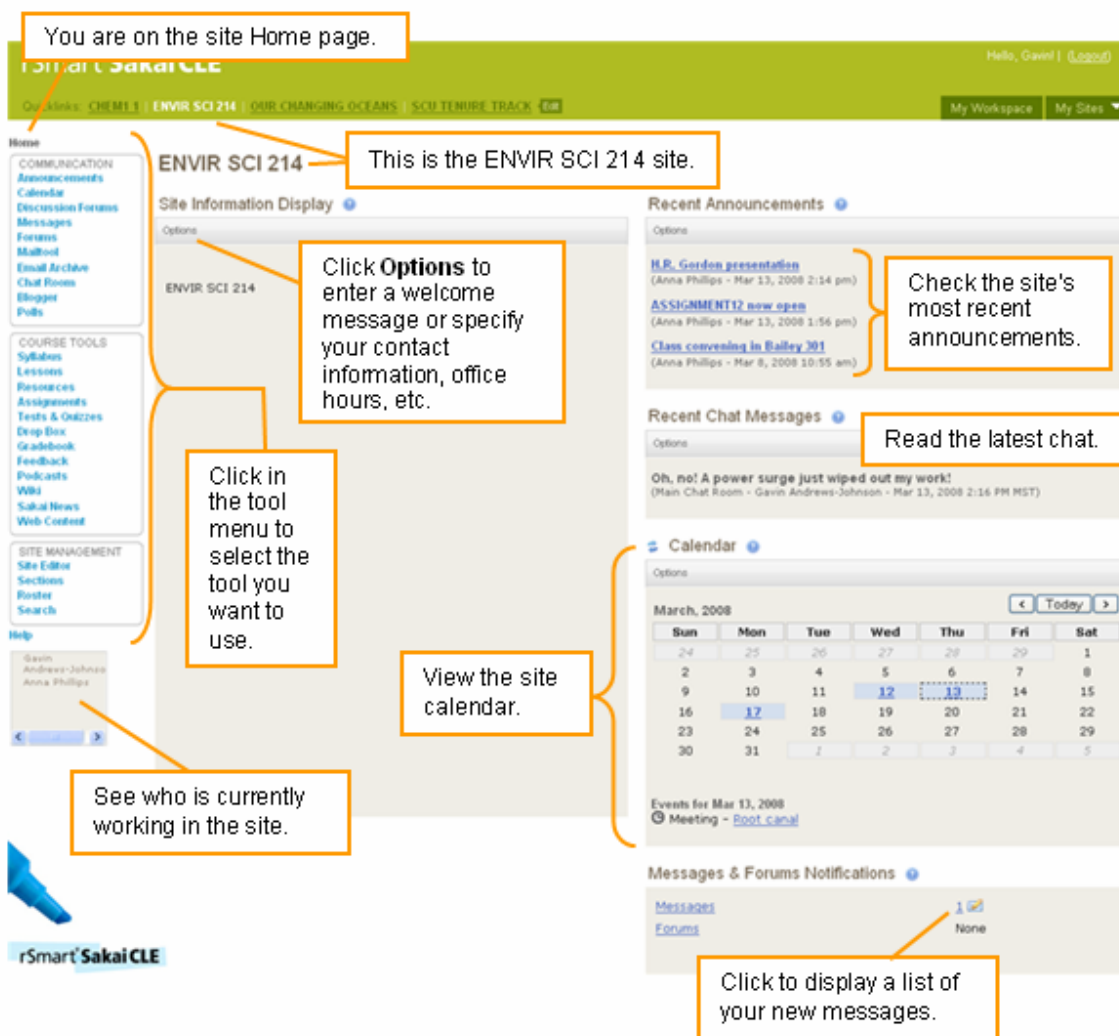 You are on the site Home page.
rSmart Sakai CLE
Hello, Gavin! | (Logout)
Quicklinks: CHEM1 1 | ENVIR SCI 214 | OUR CHANGING OCEANS | SCU TENURE TRACK Edit
My Workspace
My Sites
Home
COMMUNICATION
Announcements
Calendar
Discussion Forums
Messages
Forums
Mailtool
Email Archive
Chat Room
Blogger
Polls
COURSE TOOLS
Syllabus
Lessons
Resources
Assignments
Tests & Quizzes
Drop Box
Gradebook
Feedback
Podcasts
Wiki
Sakai News
Web Content
SITE MANAGEMENT
Site Editor
Sections
Roster
Search
Help
Gavin
Andrews-Johnso
Anna Phillips
See who is currently
working in the site.
rSmart Sakai CLE
ENVIR SCI 214
This is the ENVIR SCI 214 site.
Site Information Display
Options
ENVIR SCI 214
Click Options to
enter a welcome
message or specify
your contact
information, office
hours, etc.
Click in
the tool
menu to
select the
tool you
want to
use.
Recent Announcements
Options
H.R. Gordon presentation
(Anna Phillips - Mar 13, 2008 2:14 pm)
ASSIGNMENT12 now open
(Anna Phillips - Mar 13, 2008 1:56 pm)
Class convening in Bailey 301
(Anna Phillips - Mar 8, 2008 10:55 am)
Check the site's
most recent
announcements.
Recent Chat Messages
Options
Read the latest chat.
Oh, no! A power surge just wiped out my work!
(Main Chat Room - Gavin Andrews-Johnson - Mar 13, 2008 2:16 PM MST)
Calendar
Options
March, 2008
< Today >
Sun Mon Tue Wed Thu Fri Sat
24 25 26 27 28 29 1
2 3 4 5 6 7 8
9 10 11 12 13 14 15
16 17 18 19 20 21 22
23 24 25 26 27 28 29
30 31 1 2 3 4 5
View the site
calendar.
Events for Mar 13, 2008
Meeting - Root canal
Messages & Forums Notifications
Messages 1
Forums None
Click to display a list of
your new messages.